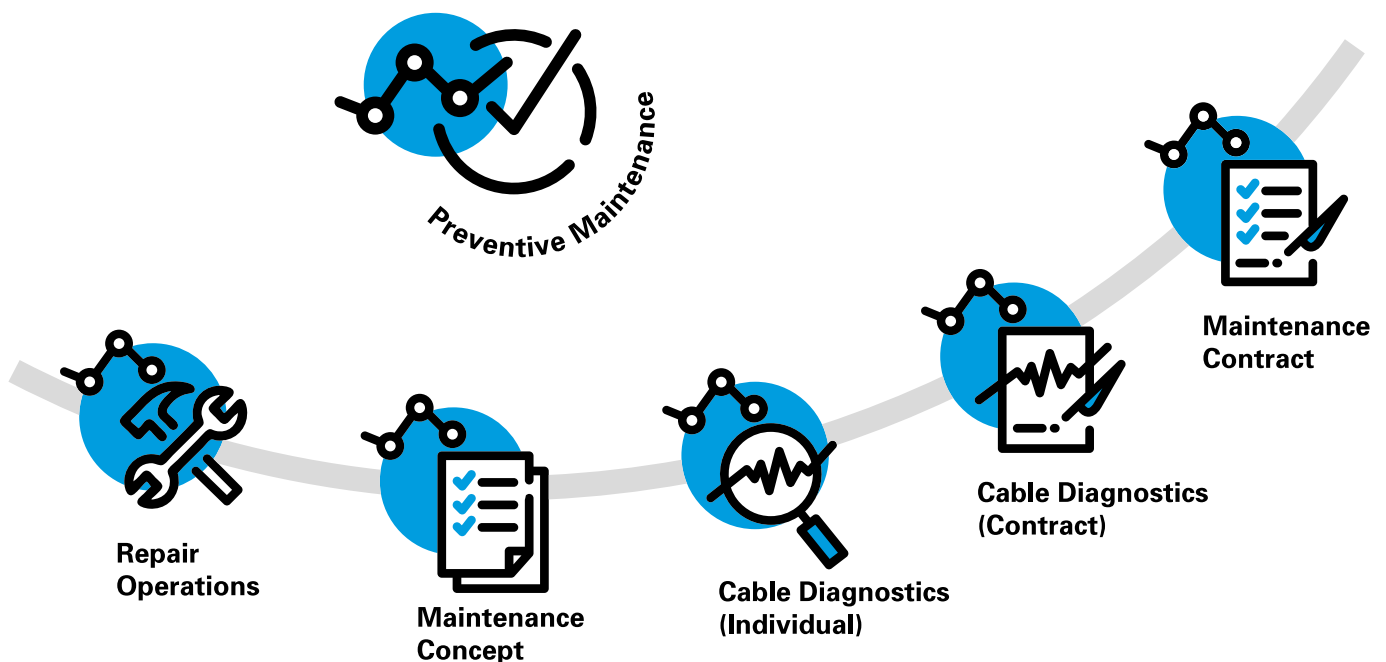 Preventive Maintenance
Repair
Operations
Maintenance
Concept
Cable Diagnostics
(Individual)
Cable Diagnostics
(Contract)
Maintenance
Contract